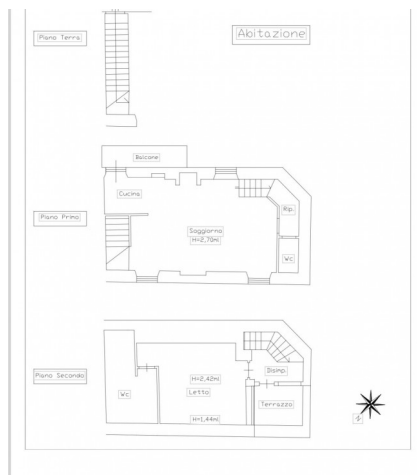 Abitazione
Piano Terra
Balcone
Cucina
Rip.
Piano Primo
Saggiorno
H=2,70ml
Wc
Disimp.
Piano Secondo
H=2,42ml
Letto
Wc
Terrazzo
H=1,44ml
N